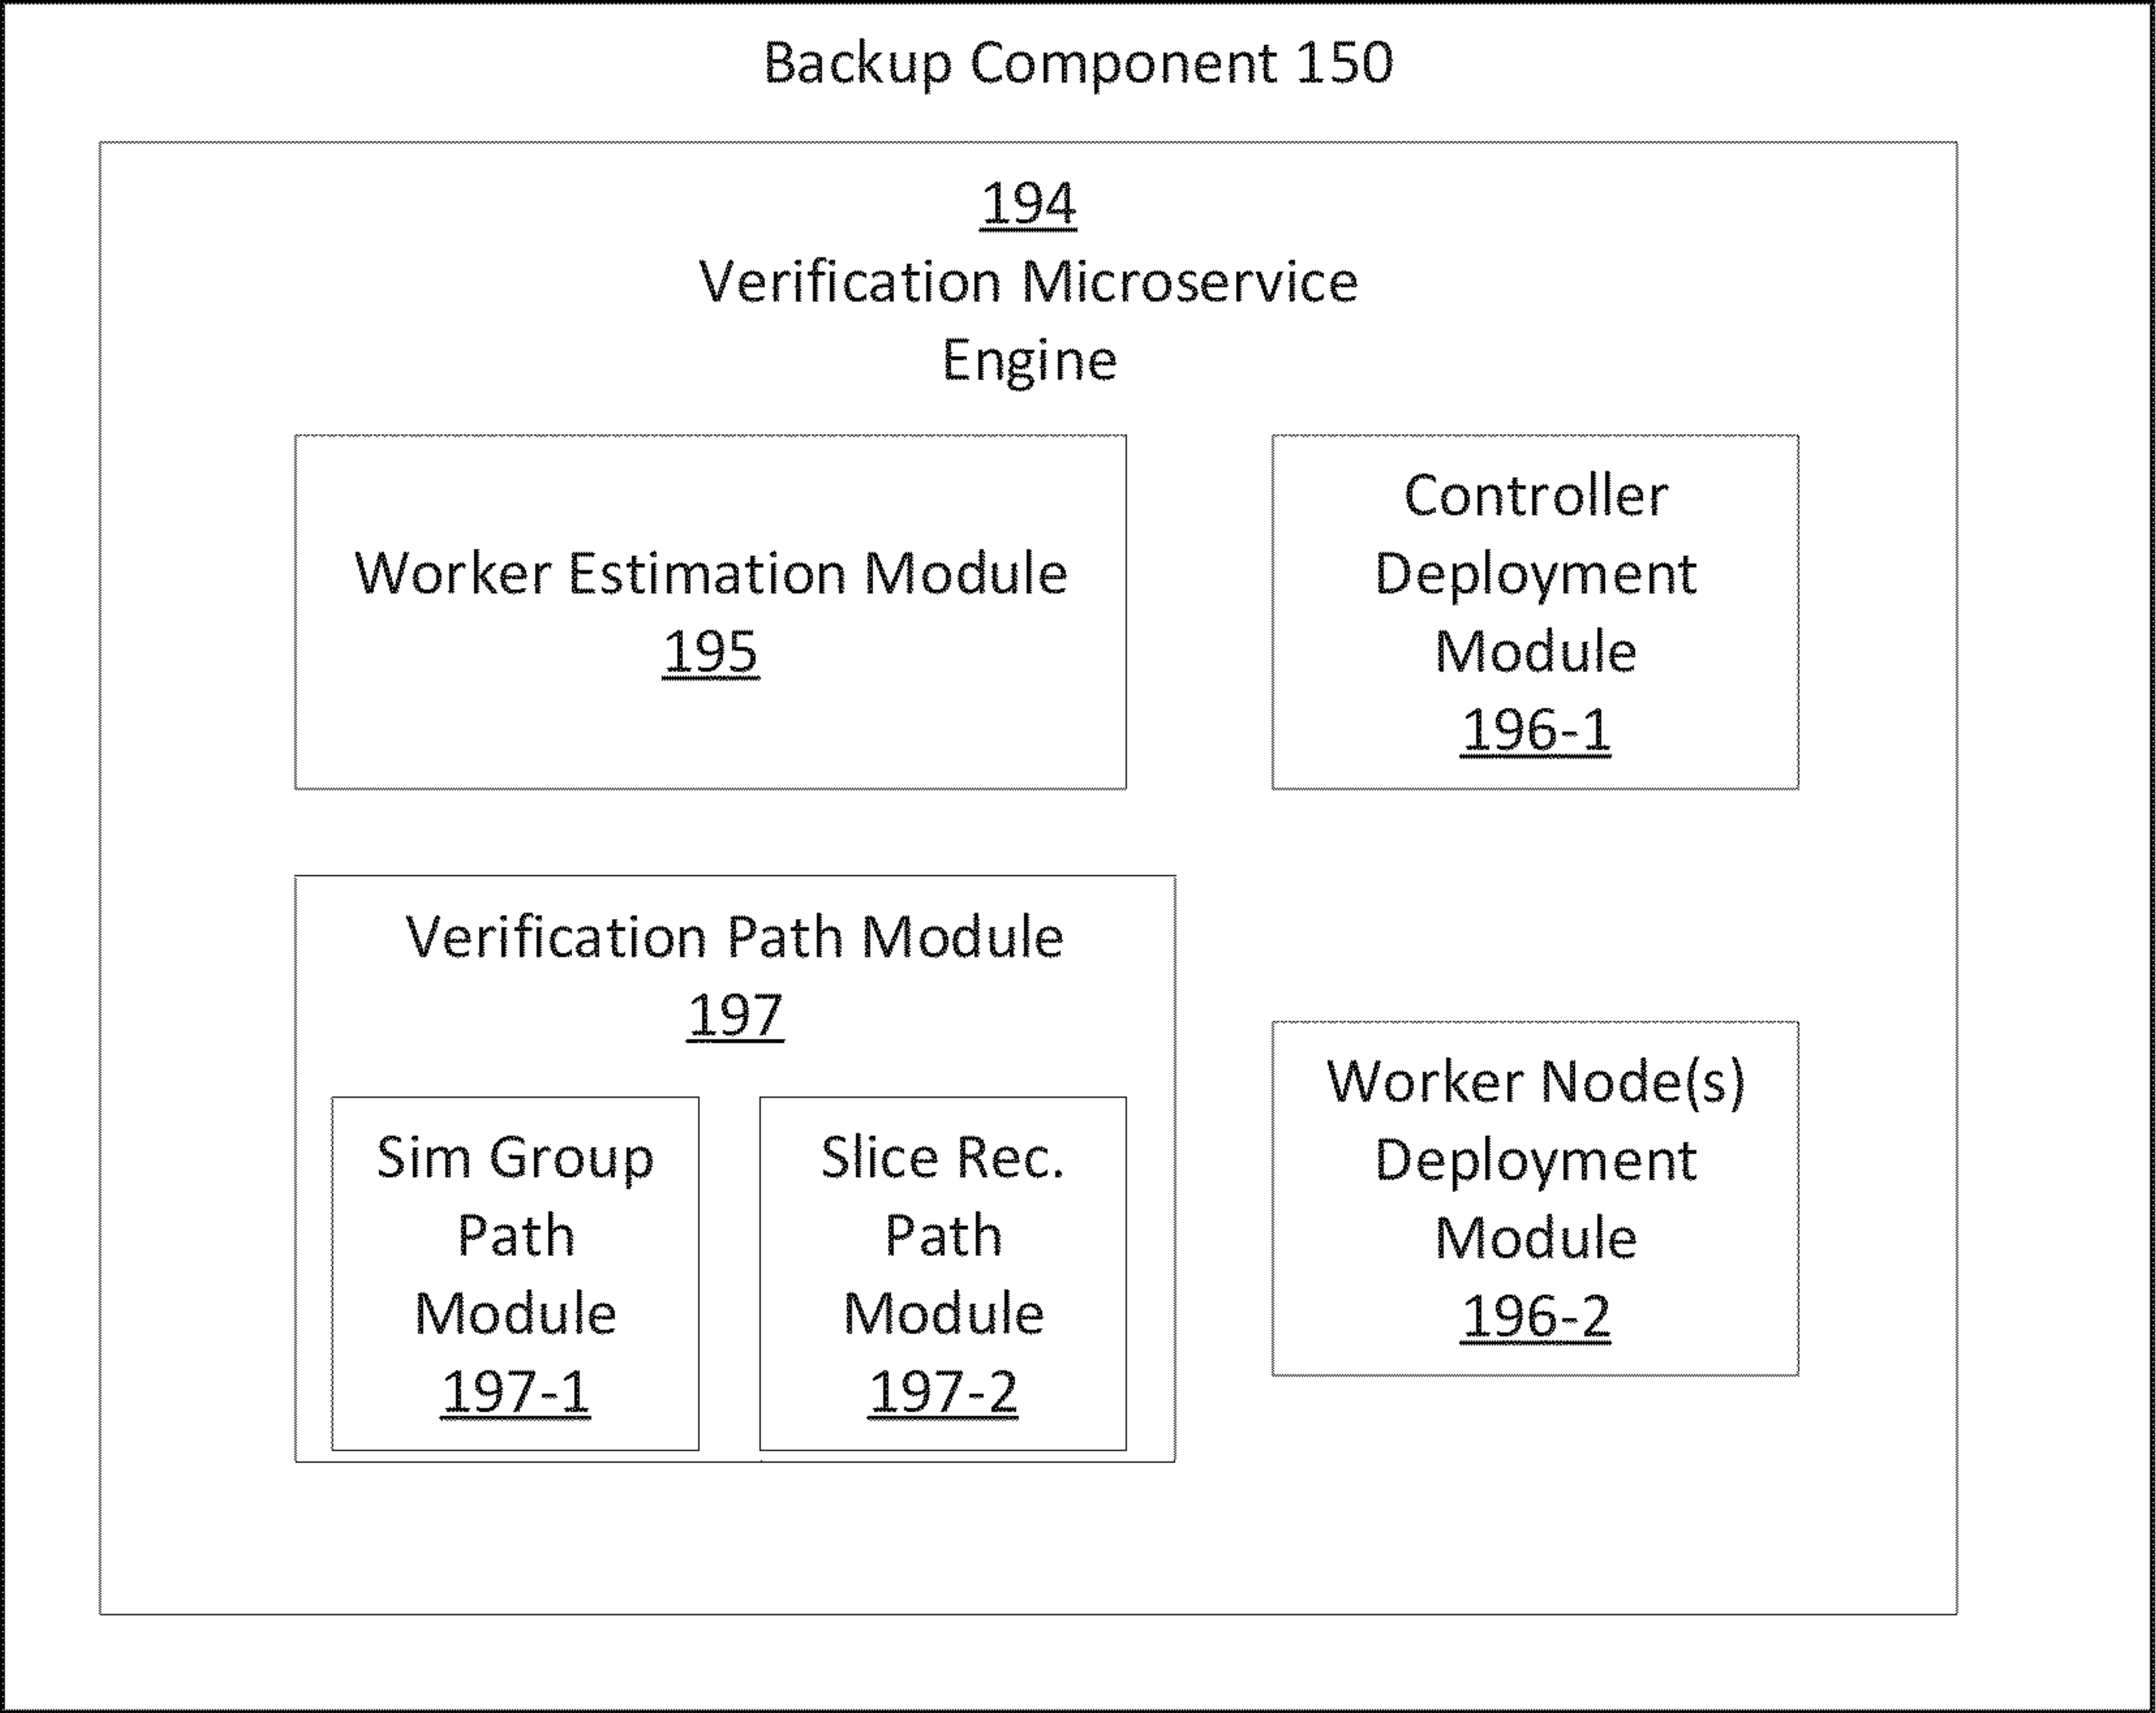 Backup Component 150
194
Verification Microservice
Engine
Worker Estimation Module
195
Controller
Deployment
Module
196-1
Verification Path Module
197
Sim Group
Path
Module
197-1
Slice Rec.
Path
Module
197-2
Worker Node(s)
Deployment
Module
196-2